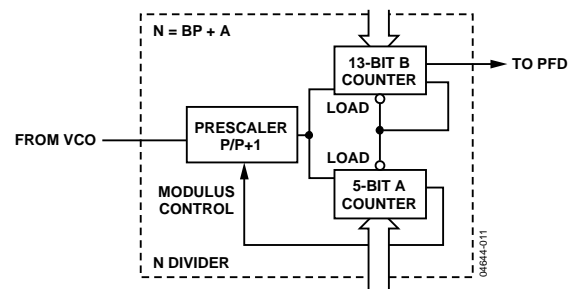 N = BP + A
13-BIT B
COUNTER
TO PFD
LOAD
PRESCALER
P/P+1
FROM VCO
LOAD
MODULUS
CONTROL
5-BIT A
COUNTER
N DIVIDER
04644-011